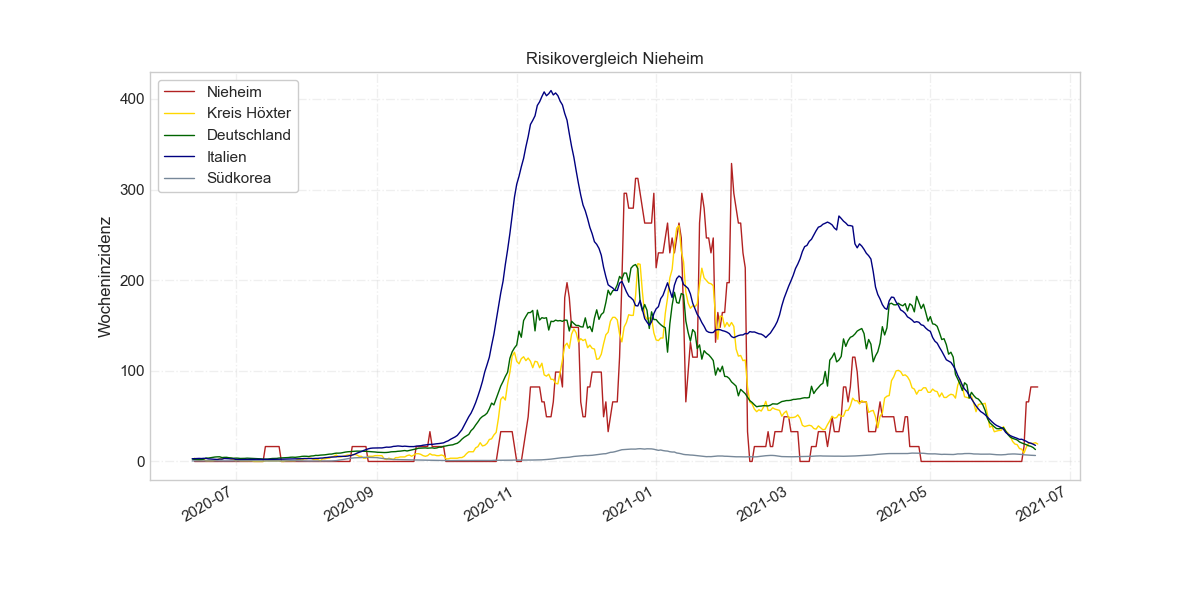 Risikovergleich Nieheim
Nieheim
Kreis Höxter
Deutschland
Italien
Südkorea
Wocheninzidenz
400
300
200
100
0
2020-07
2020-09
2020-11
2021-01
2021-03
2021-05
2021-07